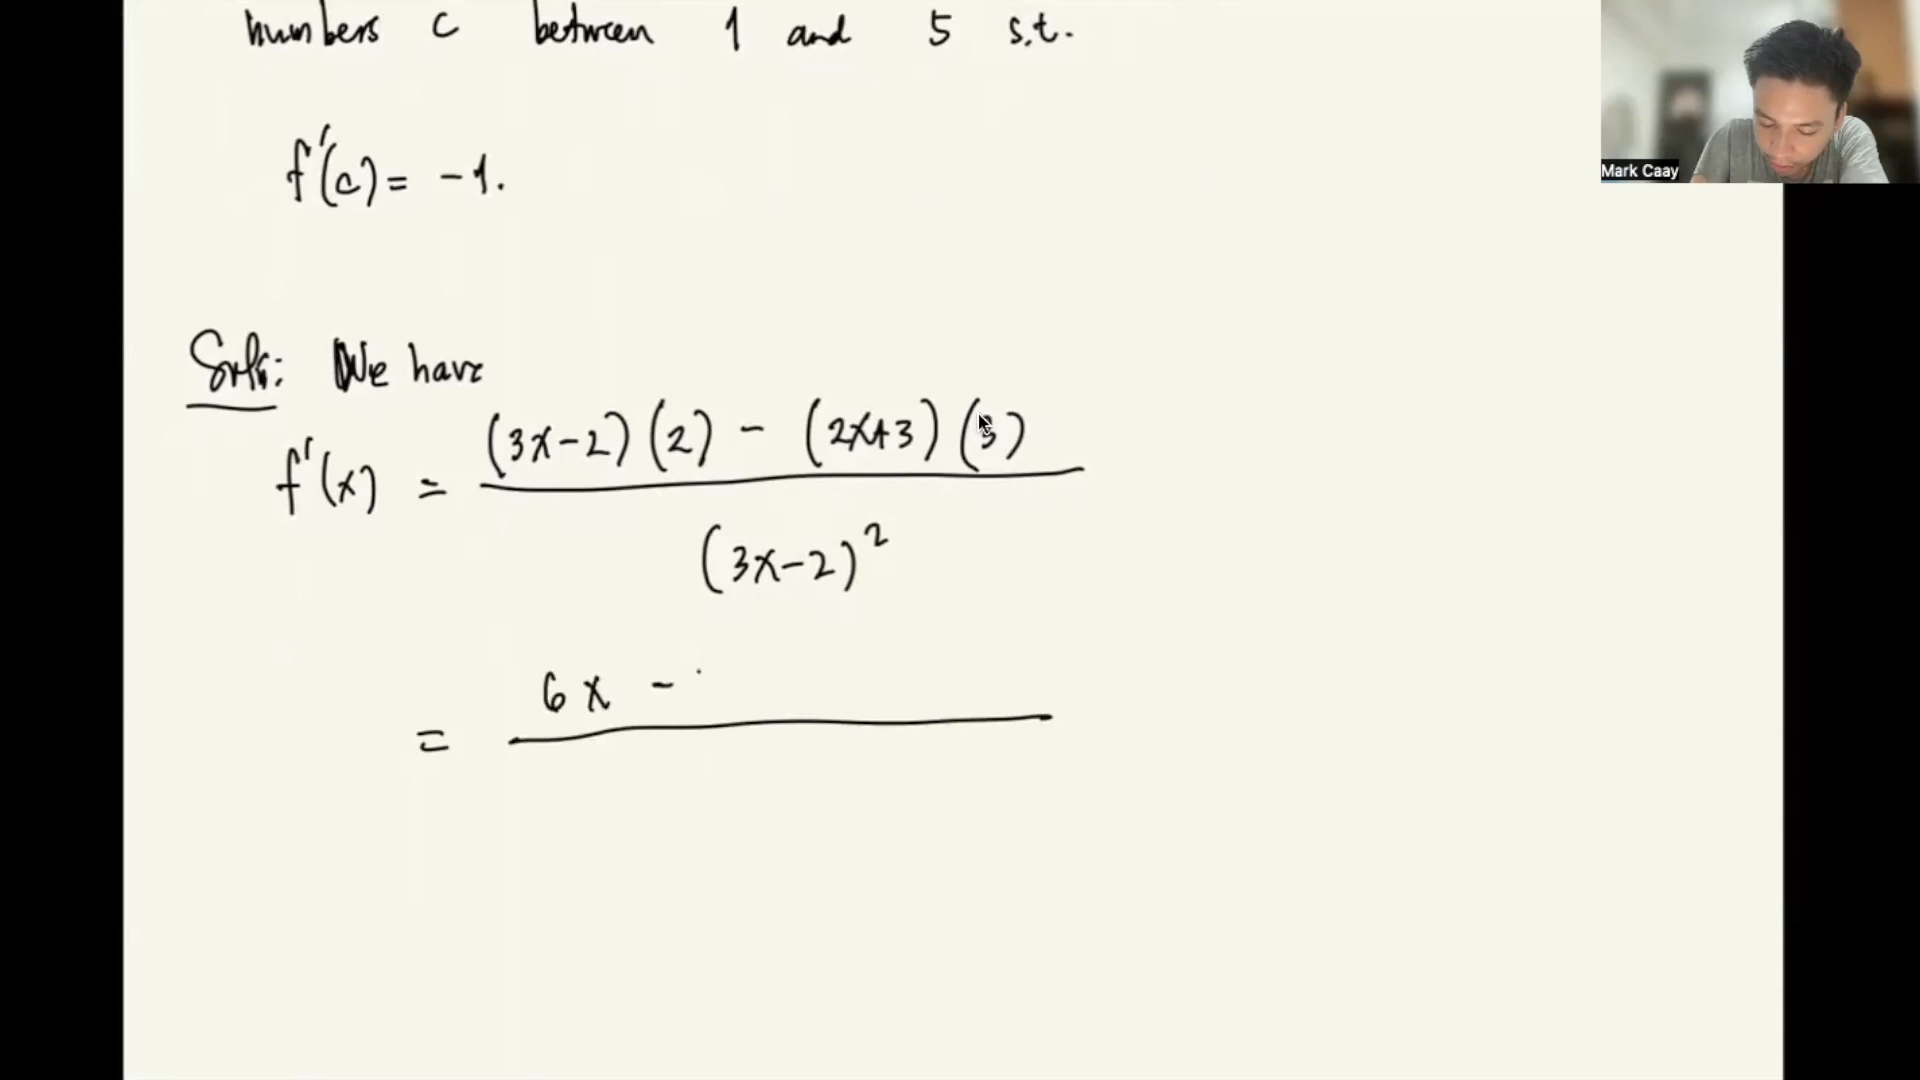 numbers c between 1 and 5 s.t.
Mark Caay
f'(c) = -1.
Soln: We have
f'(x) = (3x-2)(2) - (2x+3)(3)
(3x-2)²
= 6x -